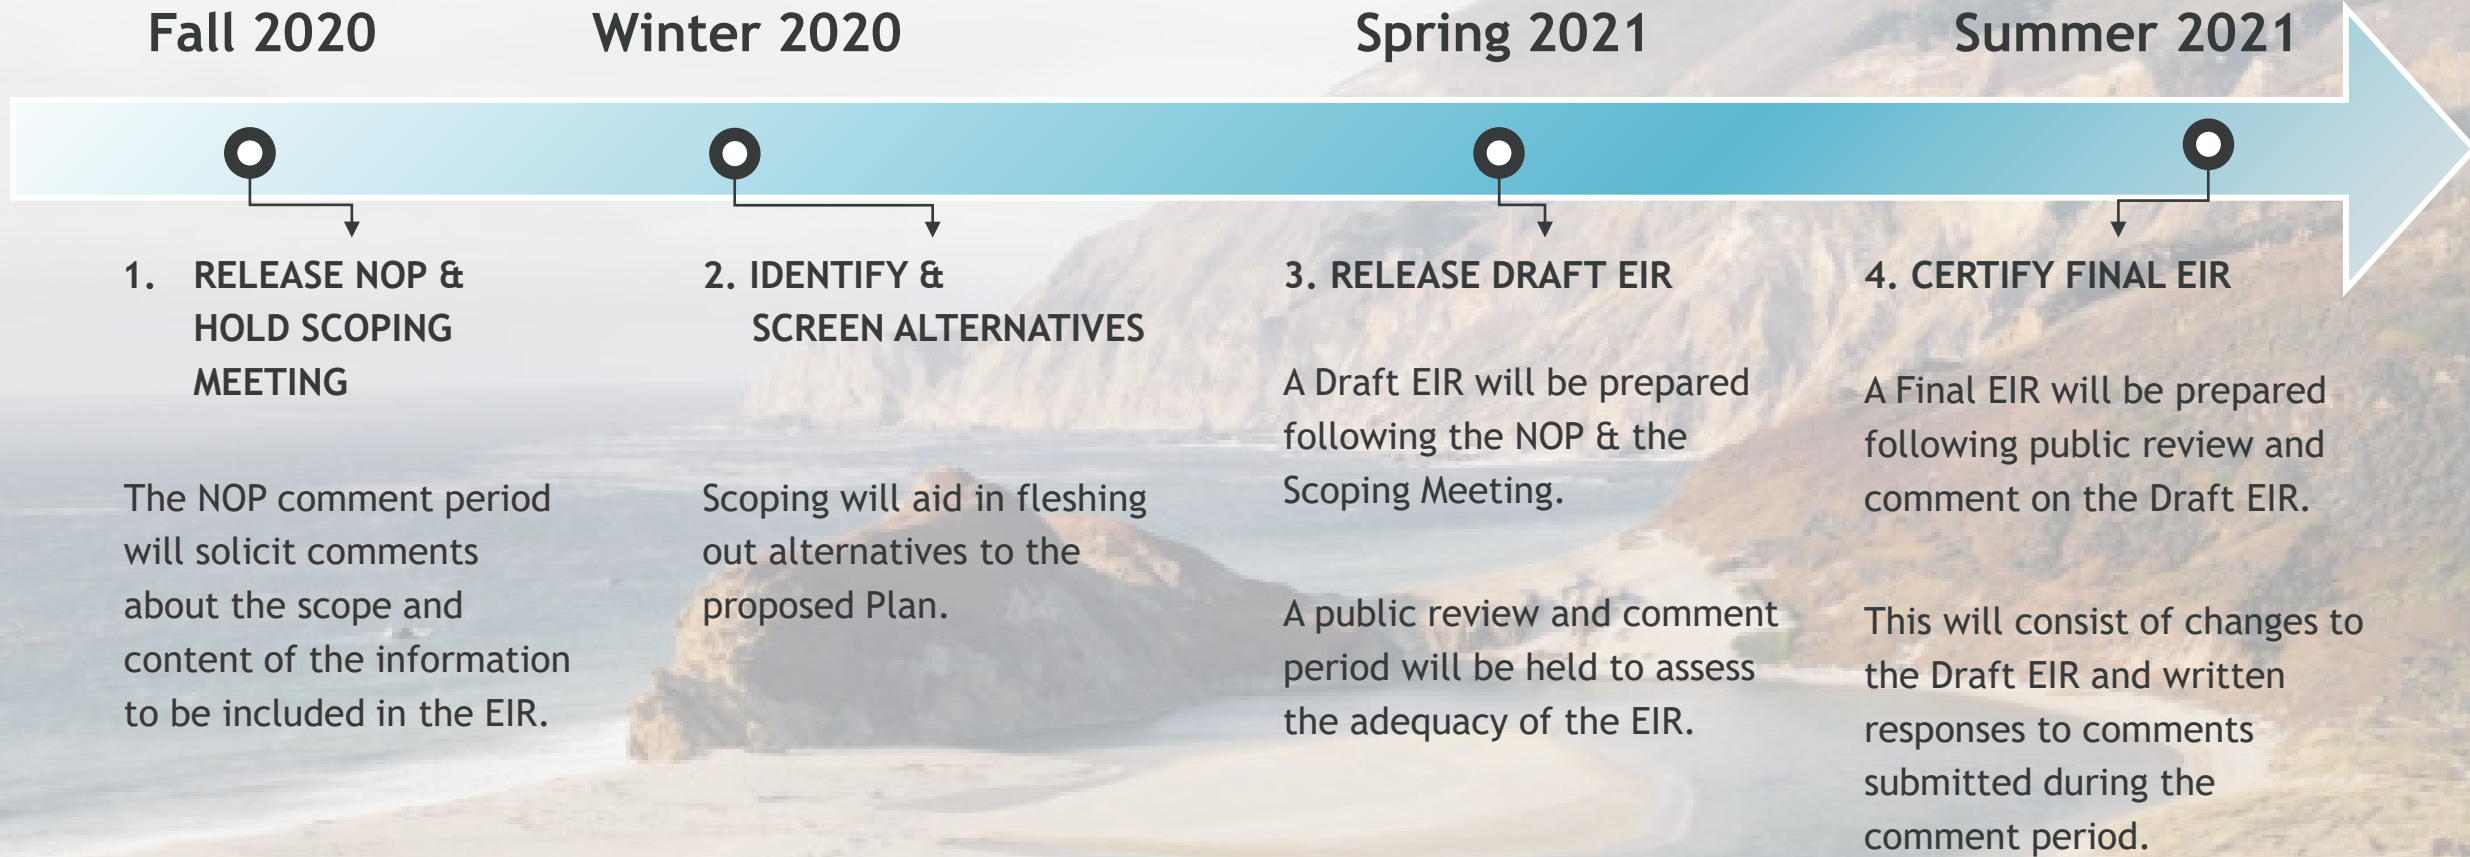 Fall 2020
Winter 2020
Spring 2021
Summer 2021
1. RELEASE NOP &
HOLD SCOPING
MEETING
The NOP comment period
will solicit comments
about the scope and
content of the information
to be included in the EIR.
2. IDENTIFY &
SCREEN ALTERNATIVES
Scoping will aid in fleshing
out alternatives to the
proposed Plan.
3. RELEASE DRAFT EIR
A Draft EIR will be prepared
following the NOP & the
Scoping Meeting.
A public review and comment
period will be held to assess
the adequacy of the EIR.
4. CERTIFY FINAL EIR
A Final EIR will be prepared
following public review and
comment on the Draft EIR.
This will consist of changes to
the Draft EIR and written
responses to comments
submitted during the
comment period.